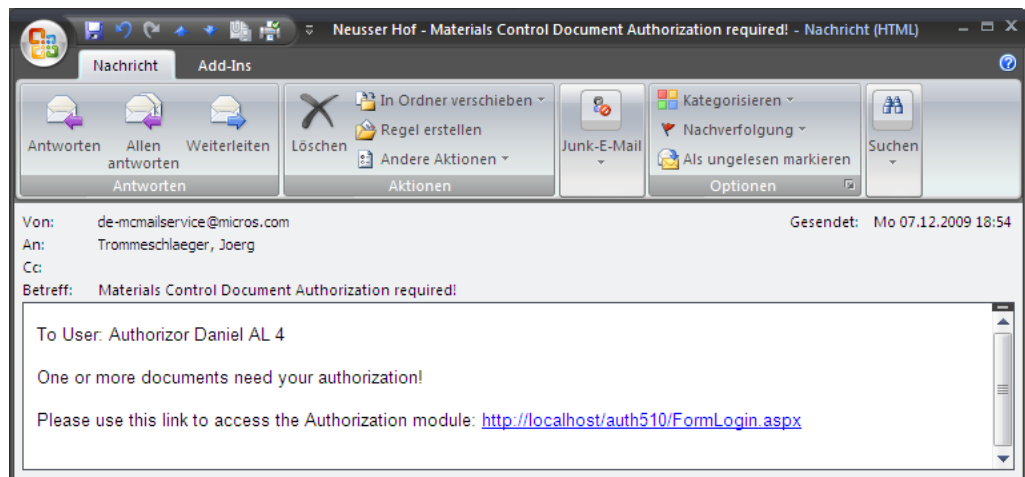 Neusser Hof - Materials Control Document Authorization required! - Nachricht (HTML)
Nachricht Add-Ins
Antworten
Allen antworten
Weiterleiten
Antworten
Löschen
In Ordner verschieben
Regel erstellen
Andere Aktionen
Aktionen
Junk-E-Mail
Kategorisieren
Nachverfolgung
Als ungelesen markieren
Optionen
Suchen
Von: de-mcmailservice@micros.com Gesendet: Mo 07.12.2009 18:54
An: Trommeschlaeger, Joerg
Cc:
Betreff: Materials Control Document Authorization required!
To User: Authorizor Daniel AL 4
One or more documents need your authorization!
Please use this link to access the Authorization module: http://localhost/auth510/FormLogin.aspx